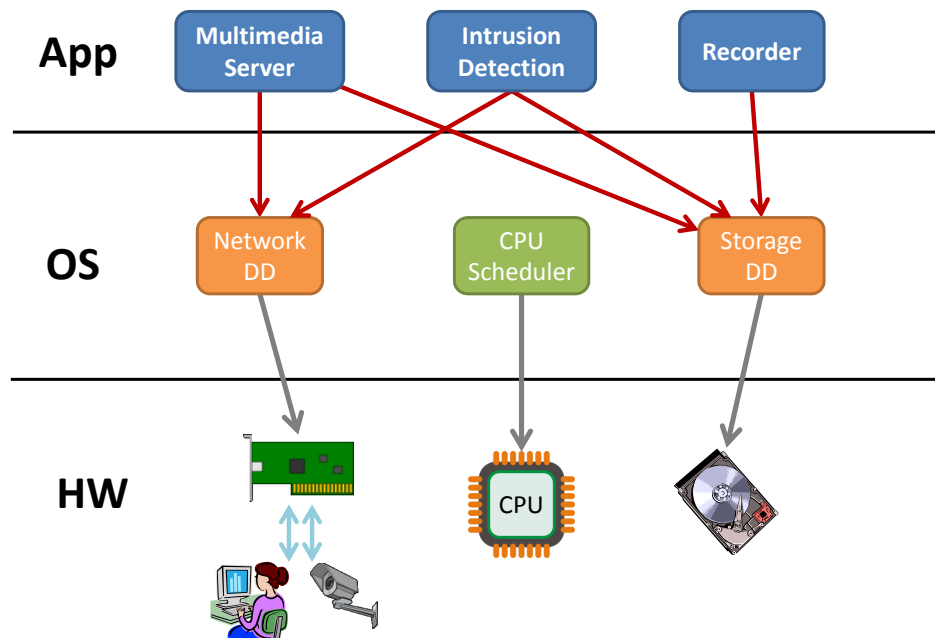 App
Multimedia
Server
Intrusion
Detection
Recorder
OS
Network
DD
CPU
Scheduler
Storage
DD
HW
CPU